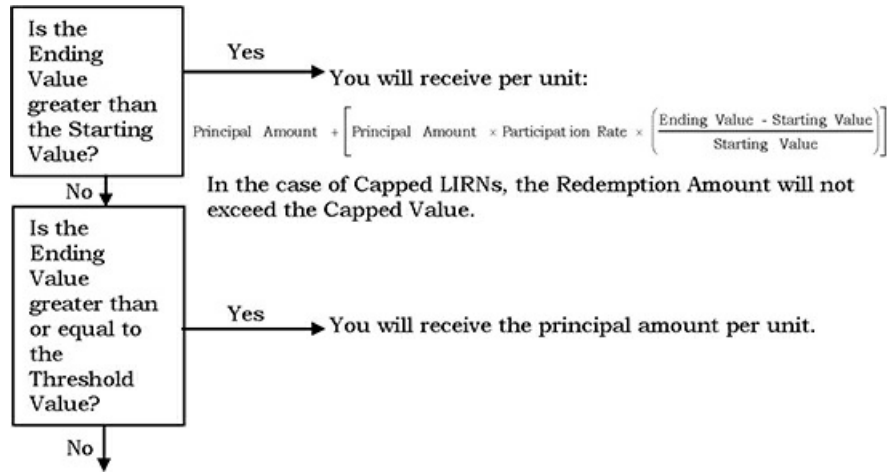 Is the
Ending
Value
greater than
the Starting
Value?
Yes
You will receive per unit:
Principal Amount + [Principal Amount × Participation Rate × (Ending Value - Starting Value / Starting Value)]
In the case of Capped LIRNs, the Redemption Amount will not
exceed the Capped Value.
No
Is the
Ending
Value
greater than
or equal to
the
Threshold
Value?
Yes
You will receive the principal amount per unit.
No